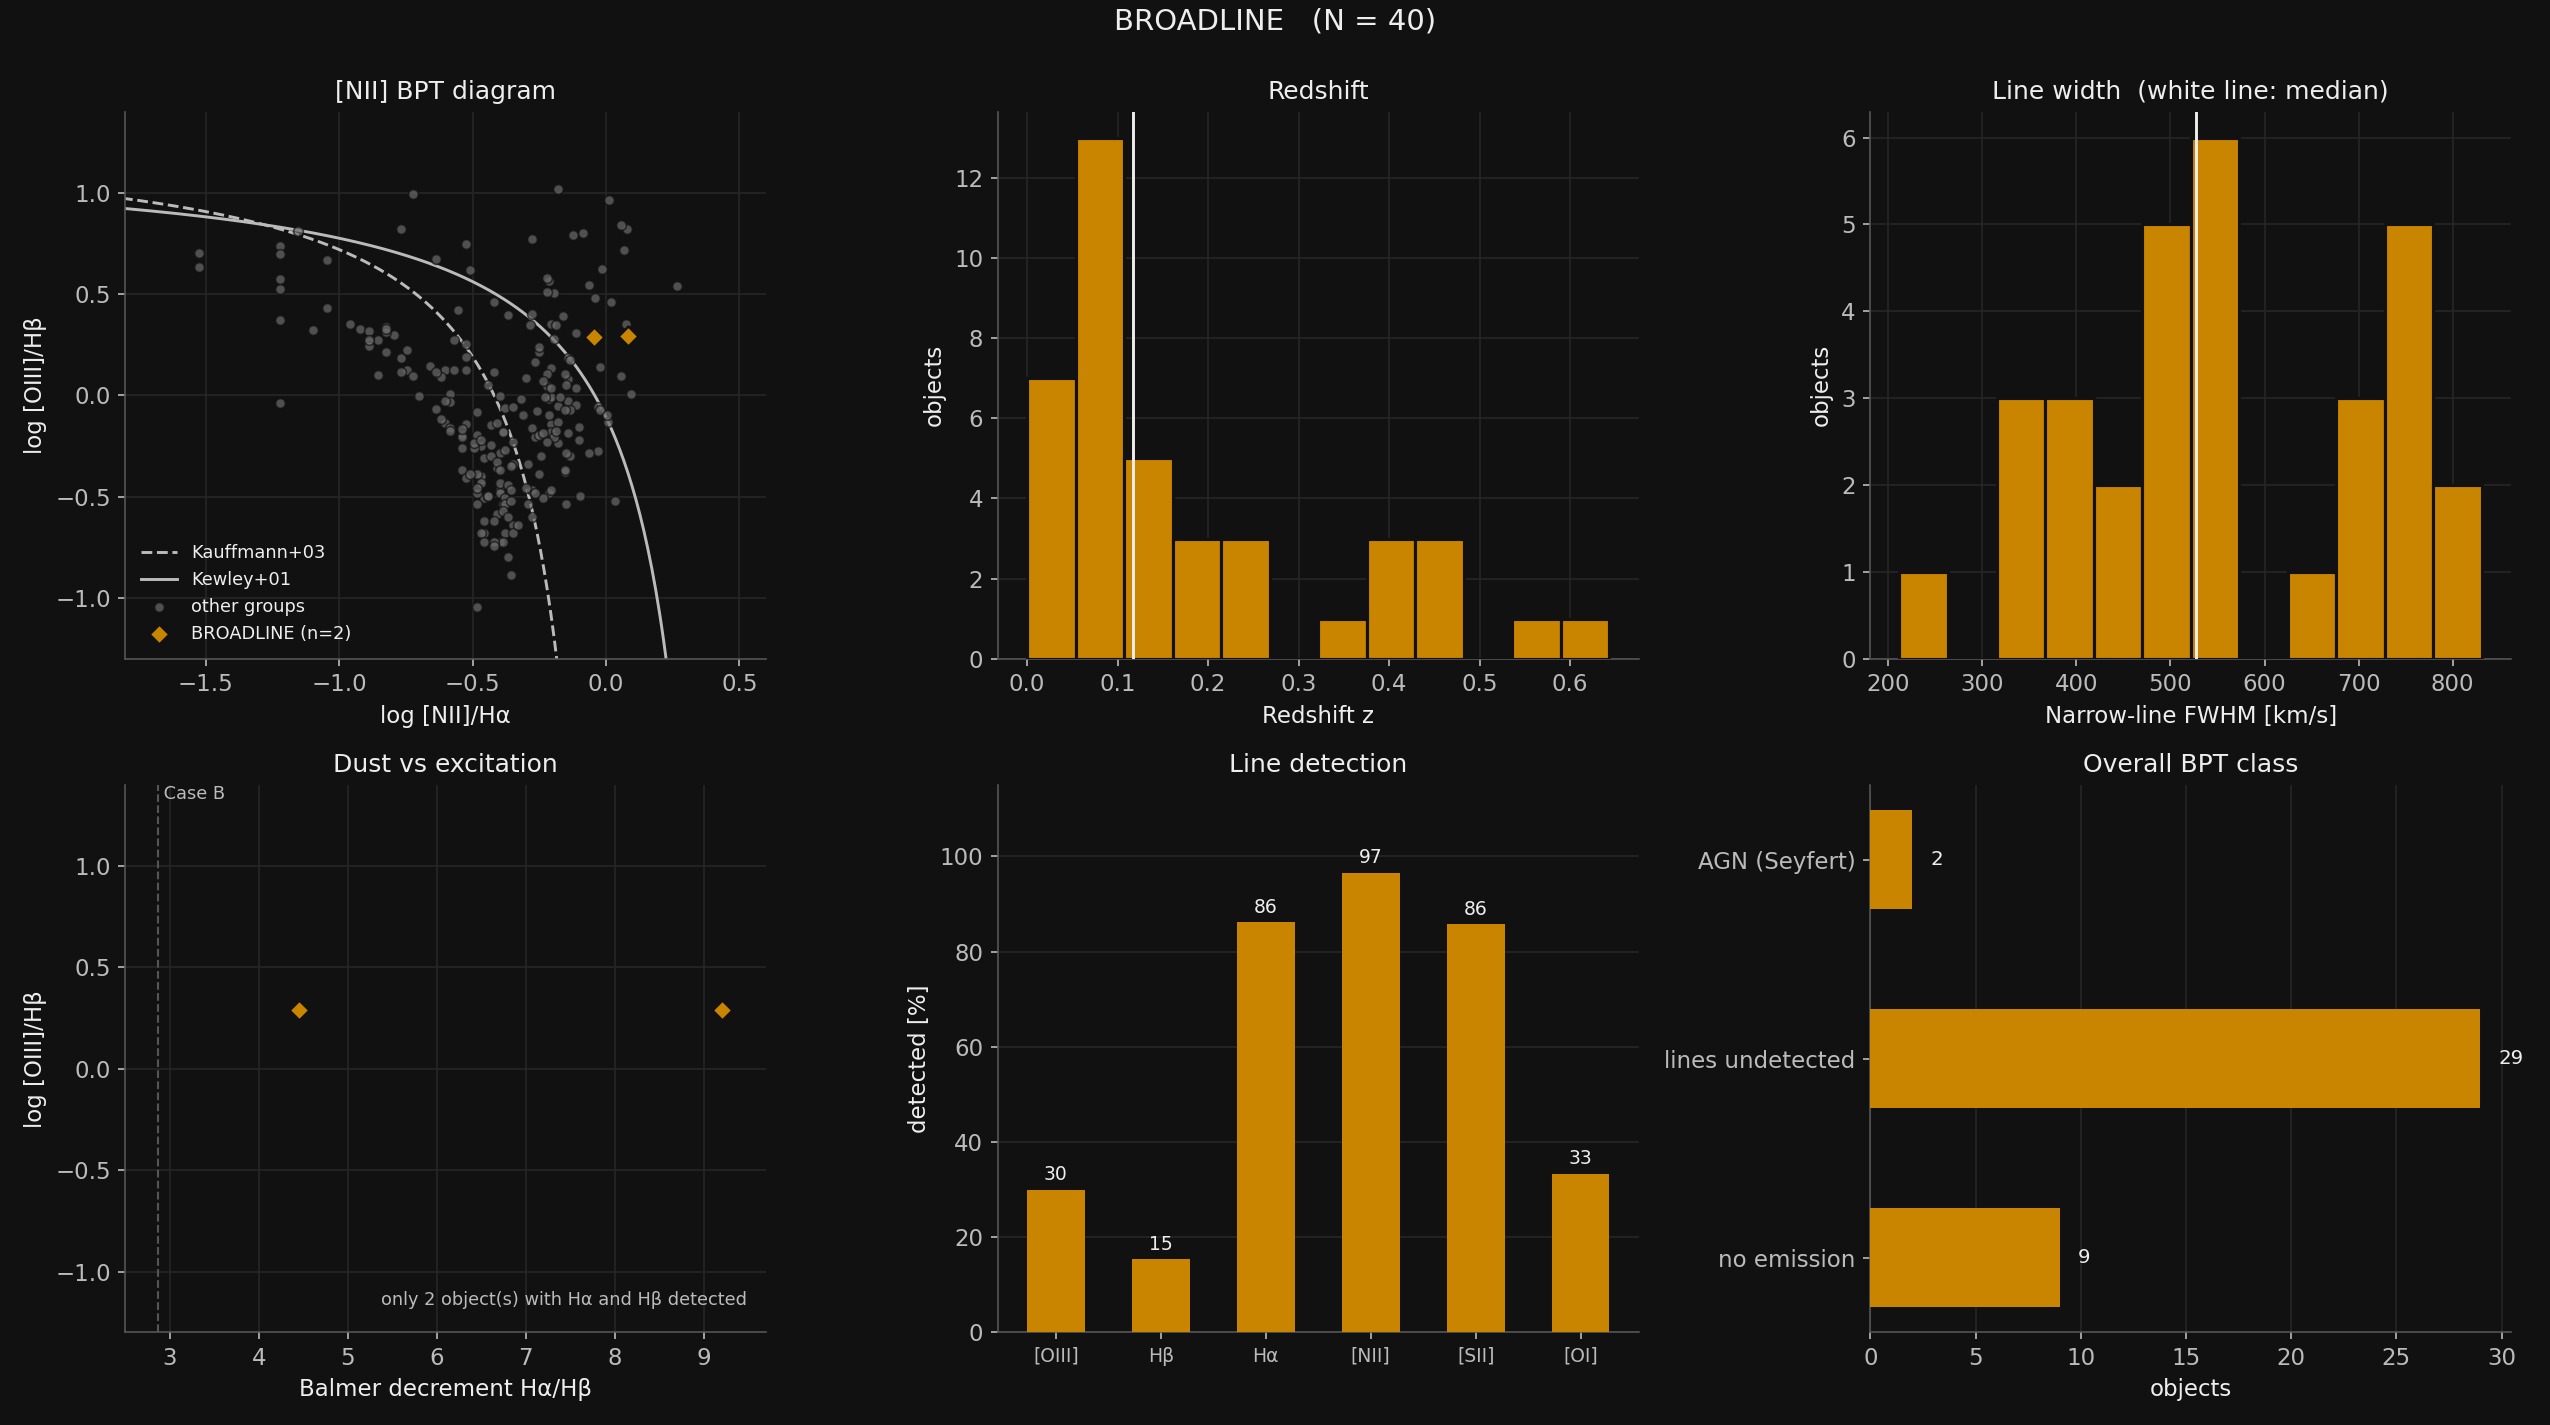 BROADLINE   (N = 40)
[NII] BPT diagram
1.0
0.5
0.0
−0.5
−1.0
log [OIII]/Hβ
Kauffmann+03
Kewley+01
other groups
BROADLINE (n=2)
−1.5
−1.0
−0.5
0.0
0.5
log [NII]/Hα
Redshift
12
10
8
6
4
2
0
objects
0.0
0.1
0.2
0.3
0.4
0.5
0.6
Redshift z
Line width  (white line: median)
6
5
4
3
2
1
0
objects
200
300
400
500
600
700
800
Narrow-line FWHM [km/s]
Dust vs excitation
Case B
1.0
0.5
0.0
−0.5
−1.0
log [OIII]/Hβ
only 2 object(s) with Hα and Hβ detected
3
4
5
6
7
8
9
Balmer decrement Hα/Hβ
Line detection
100
80
60
40
20
0
detected [%]
30
15
86
97
86
33
[OIII]
Hβ
Hα
[NII]
[SII]
[OI]
Overall BPT class
AGN (Seyfert)
2
lines undetected
29
no emission
9
0
5
10
15
20
25
30
objects